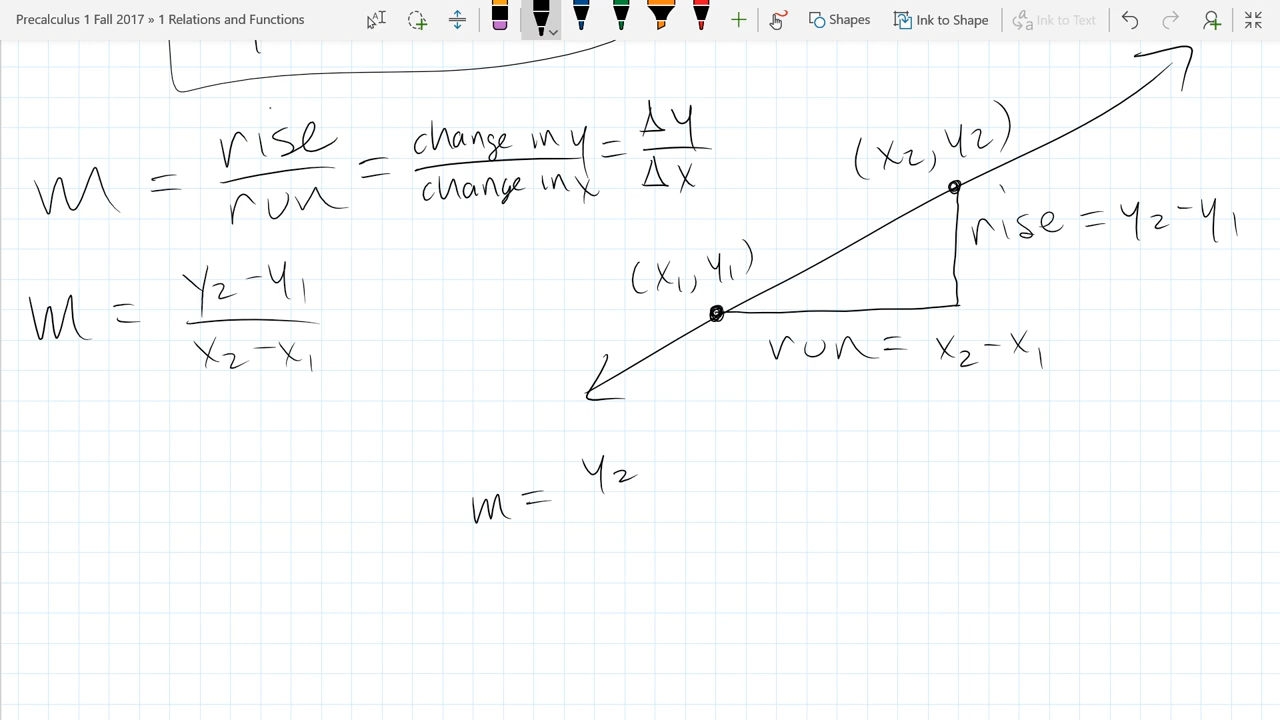 Precalculus 1 Fall 2017 » 1 Relations and Functions
Shapes
Ink to Shape
Ink to Text
m = rise/run = change in y/change in x = Δy/Δx
(x2, y2)
rise = y2 - y1
(x1, y1)
m = y2 - y1/x2 - x1
run = x2 - x1
m = y2